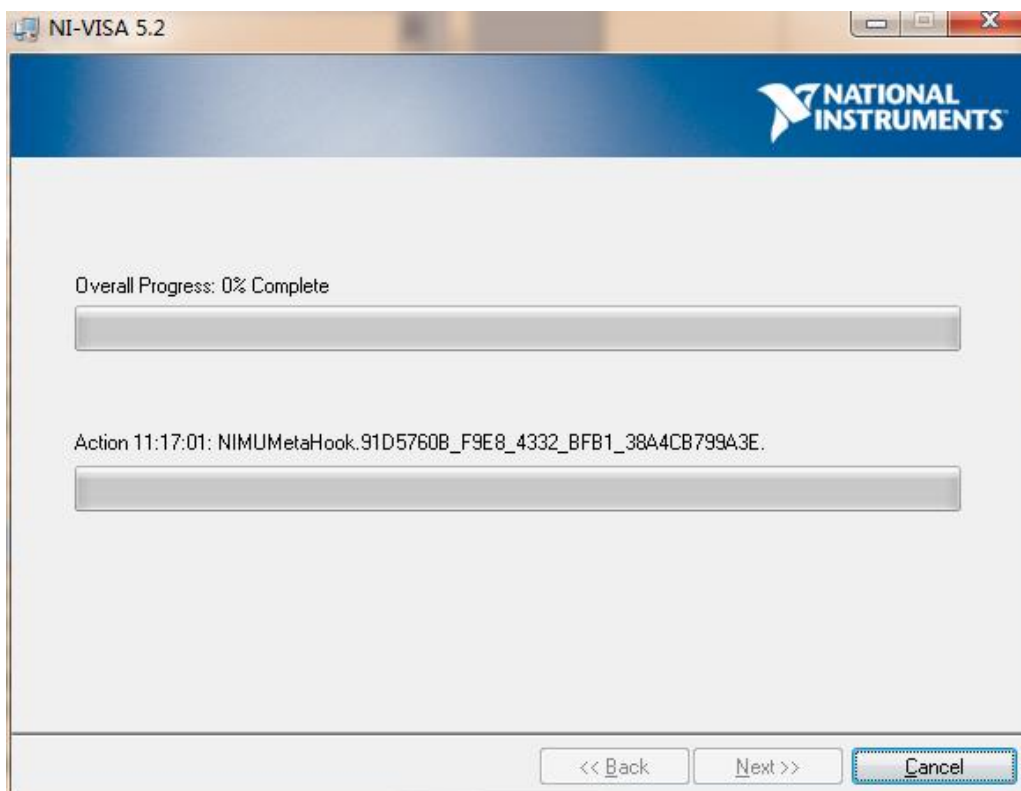 NI-VISA 5.2
NATIONAL
INSTRUMENTS
Overall Progress: 0% Complete
Action 11:17:01: NIMUMetaHook.91D5760B_F9E8_4332_BFB1_38A4CB799A3E.
<< Back
Next >>
Cancel